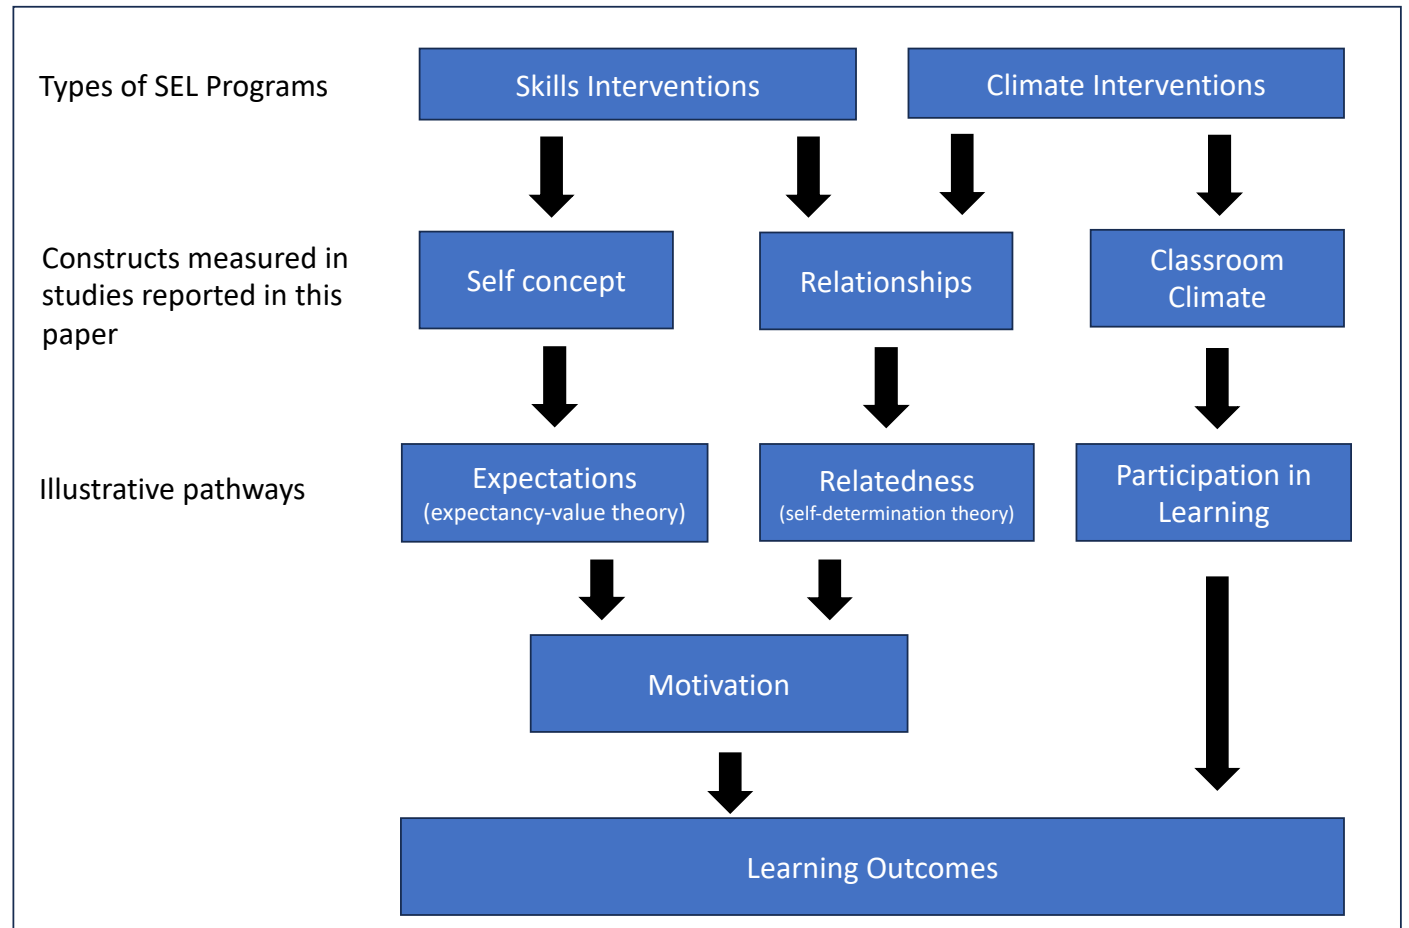 Types of SEL Programs
Skills Interventions
Climate Interventions
Constructs measured in
studies reported in this
paper
Self concept
Relationships
Classroom
Climate
Illustrative pathways
Expectations
(expectancy-value theory)
Relatedness
(self-determination theory)
Participation in
Learning
Motivation
Learning Outcomes